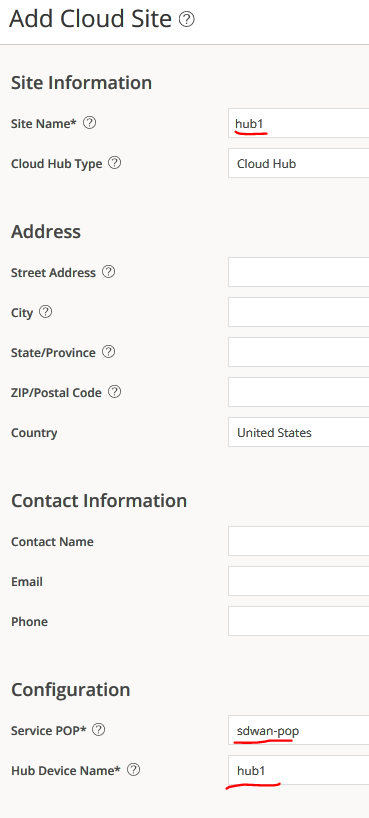 Add Cloud Site ?
Site Information
Site Name* ? hub1
Cloud Hub Type ? Cloud Hub
Address
Street Address ?
City ?
State/Province ?
ZIP/Postal Code ?
Country United States
Contact Information
Contact Name
Email
Phone
Configuration
Service POP* ? sdwan-pop
Hub Device Name* ? hub1